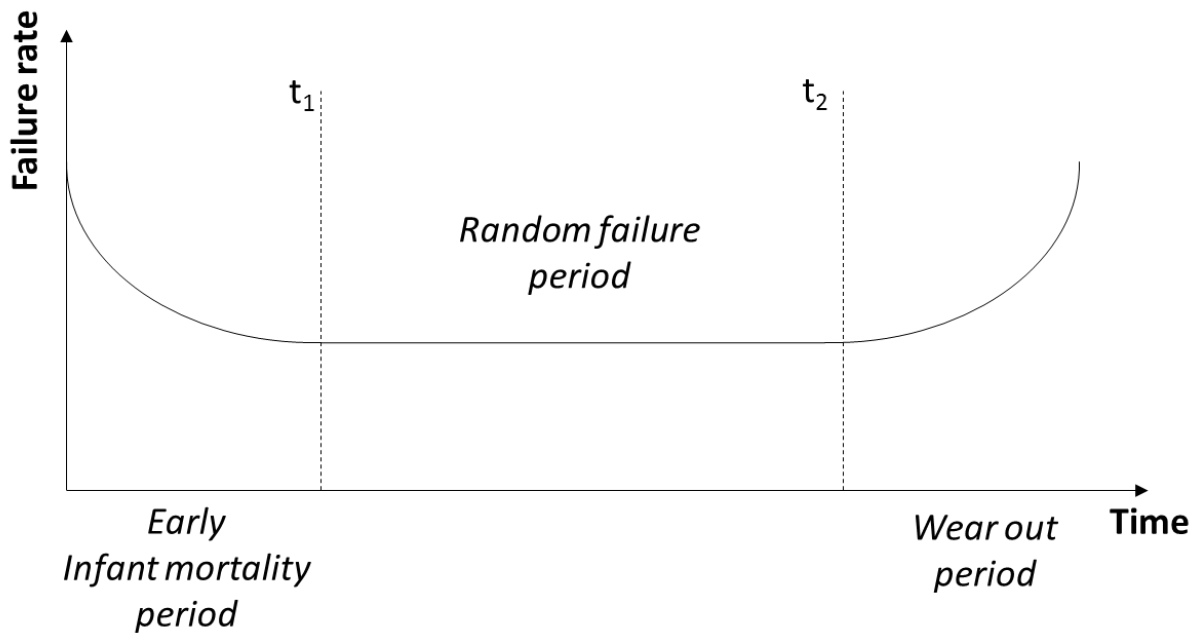 Failure rate
t₁
t₂
Random failure
period
Early
Infant mortality
period
Wear out
period
Time